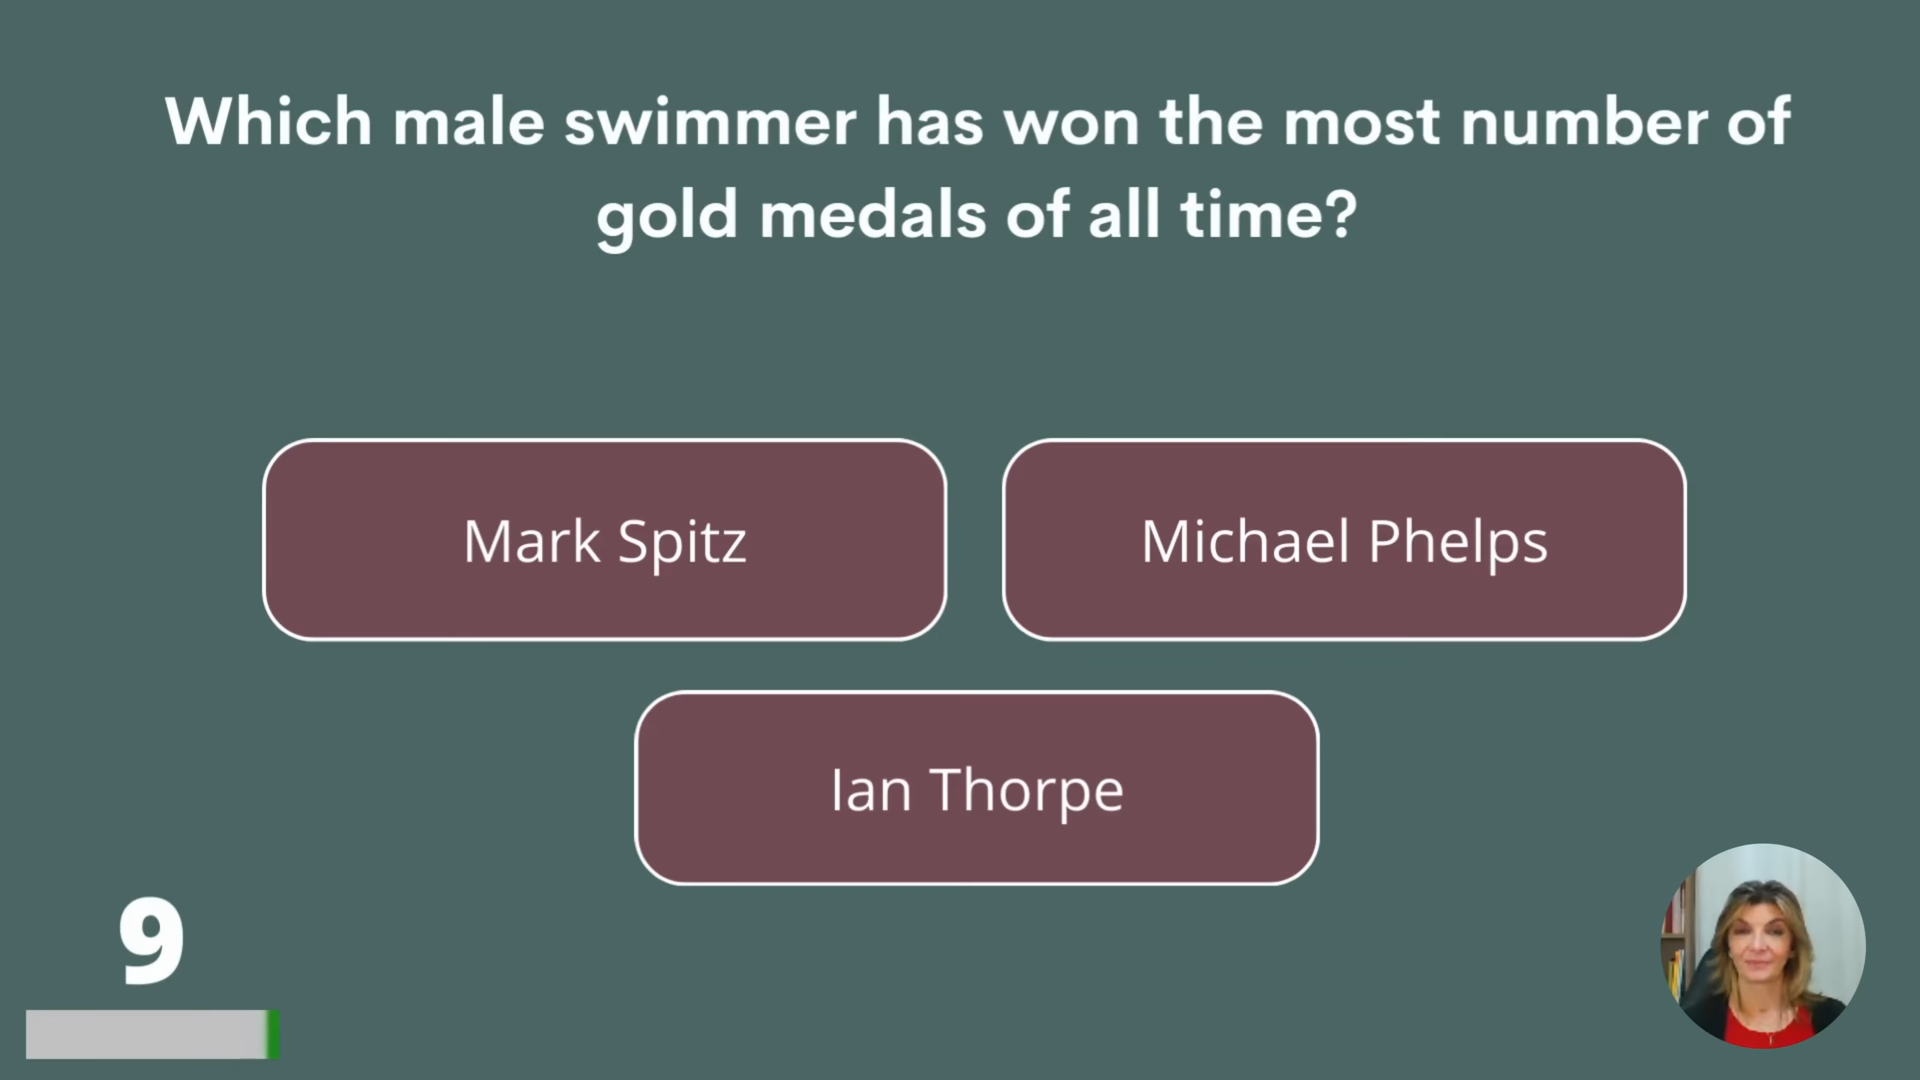 Which male swimmer has won the most number of
gold medals of all time?
Mark Spitz
Michael Phelps
Ian Thorpe
9